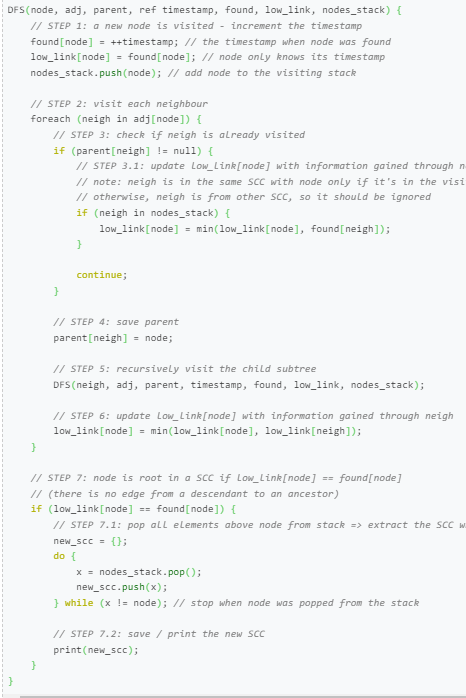 DFS(node, adj, parent, ref timestamp, found, low_link, nodes_stack) {
    // STEP 1: a new node is visited - increment the timestamp
    found[node] = ++timestamp; // the timestamp when node was found
    low_link[node] = found[node]; // node only knows its timestamp
    nodes_stack.push(node); // add node to the visiting stack

    // STEP 2: visit each neighbour
    foreach (neigh in adj[node]) {
        // STEP 3: check if neigh is already visited
        if (parent[neigh] != null) {
            // STEP 3.1: update low_link[node] with information gained through
            // note: neigh is in the same SCC with node only if it's in the
            // otherwise, neigh is from other SCC, so it should be ignored
            if (neigh in nodes_stack) {
                low_link[node] = min(low_link[node], found[neigh]);
            }

            continue;
        }

        // STEP 4: save parent
        parent[neigh] = node;

        // STEP 5: recursively visit the child subtree
        DFS(neigh, adj, parent, timestamp, found, low_link, nodes_stack);

        // STEP 6: update low_link[node] with information gained through neigh
        low_link[node] = min(low_link[node], low_link[neigh]);
    }

    // STEP 7: node is root in a SCC if low_link[node] == found[node]
    // (there is no edge from a descendant to an ancestor)
    if (low_link[node] == found[node]) {
        // STEP 7.1: pop all elements above node from stack => extract the SCC
        new_scc = {};
        do {
            x = nodes_stack.pop();
            new_scc.push(x);
        } while (x != node); // stop when node was popped from the stack

        // STEP 7.2: save / print the new SCC
        print(new_scc);
    }
}